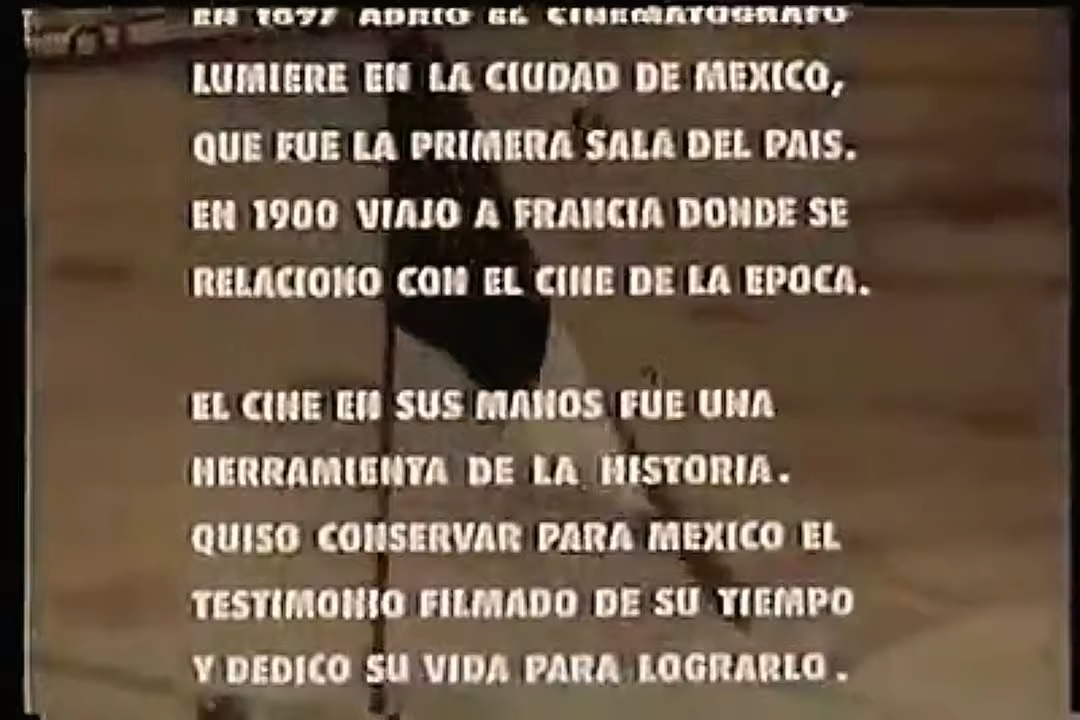 EN 1897 ABRIO EL CINEMATOGRAFO
LUMIERE EN LA CIUDAD DE MEXICO,
QUE FUE LA PRIMERA SALA DEL PAIS.
EN 1900 VIAJO A FRANCIA DONDE SE
RELACIONO CON EL CINE DE LA EPOCA.
EL CINE EN SUS MANOS FUE UNA
HERRAMIENTA DE LA HISTORIA.
QUISO CONSERVAR PARA MEXICO EL
TESTIMONIO FILMADO DE SU TIEMPO
Y DEDICO SU VIDA PARA LOGRARLO.